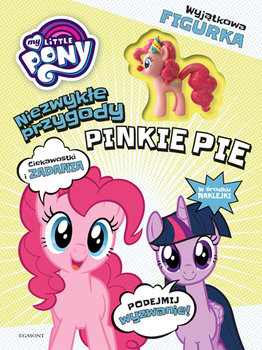 Wyjątkowa
FIGURKA
my LITTLE
PONY
Niezwykłe
przygody
PINKIE PIE
Ciekawostki
i ZADANIA
W środku
NAKLEJKI
PODEJMIJ
wyzwanie!
EGMONT